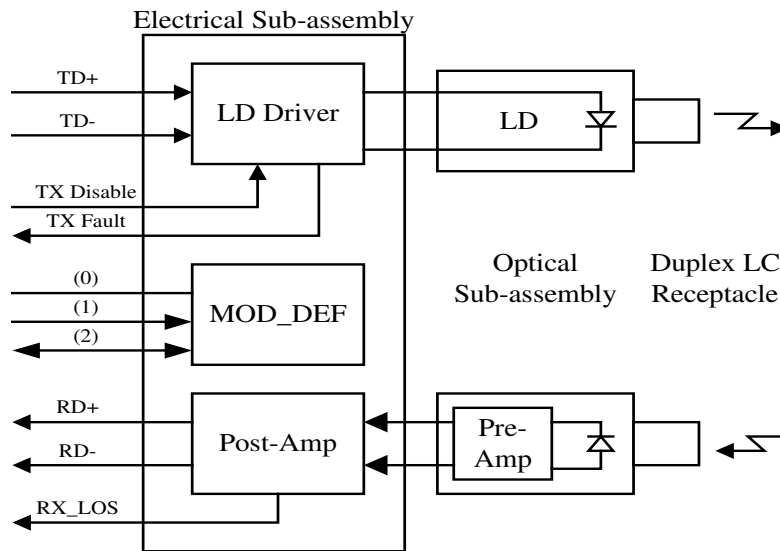 Electrical Sub-assembly
TD+
TD-
LD Driver
LD
TX Disable
TX Fault
(0)
(1)
(2)
MOD_DEF
Optical
Sub-assembly
Duplex LC
Receptacle
RD+
RD-
RX_LOS
Post-Amp
Pre-
Amp